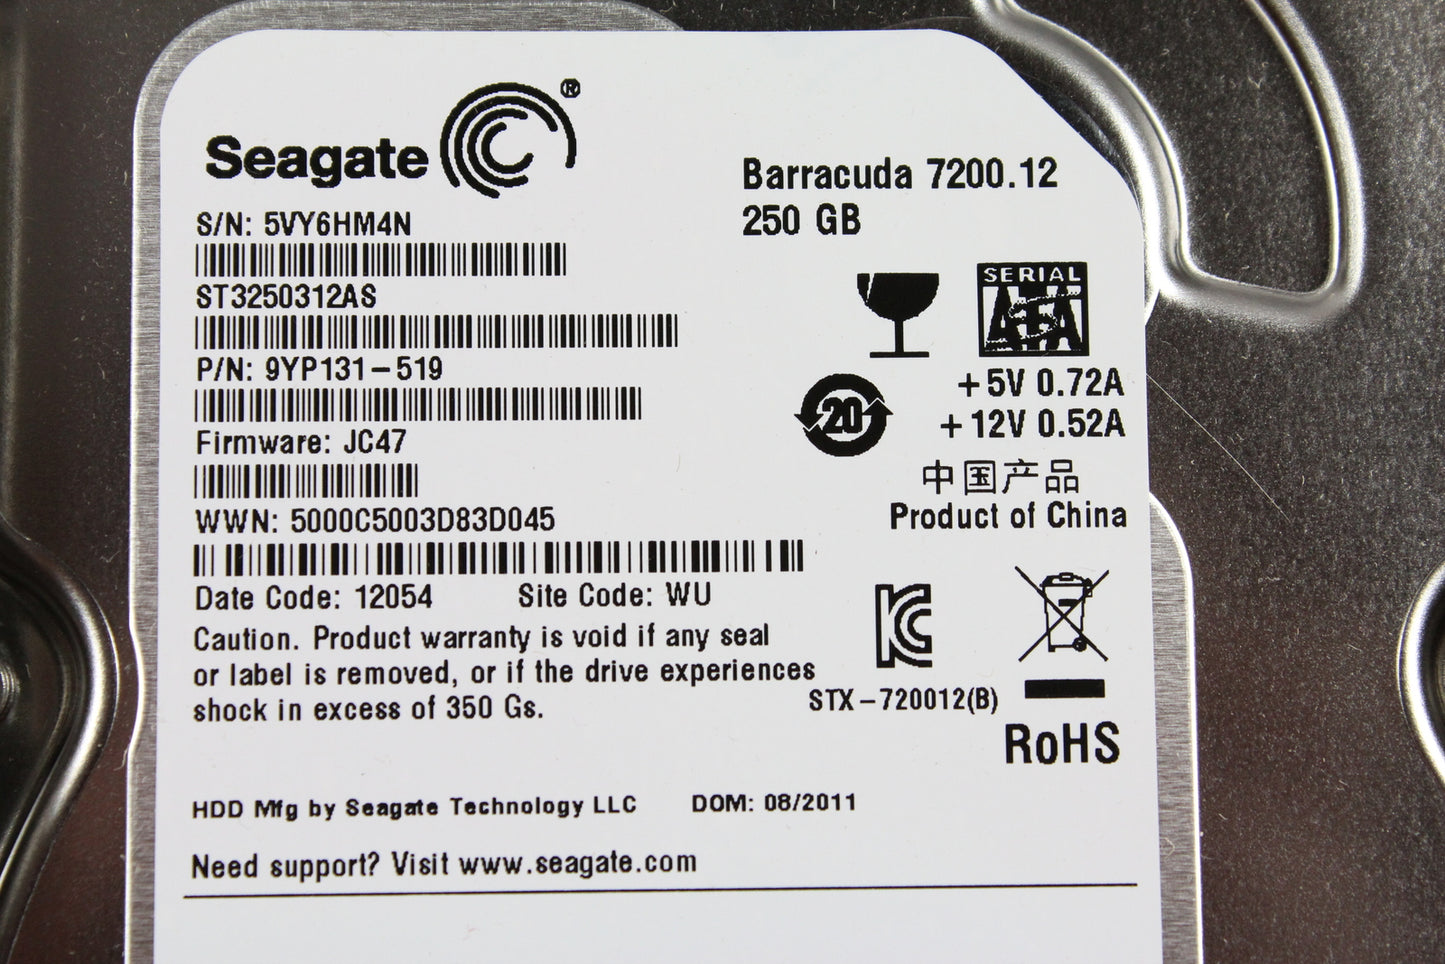 Seagate®
Barracuda 7200.12
250 GB
S/N: 5VY6HM4N
ST3250312AS
SERIAL
ATA
P/N: 9YP131-519
+5V 0.72A
+12V 0.52A
20
Firmware: JC47
中国产品
Product of China
WWN: 5000C5003D83D045
Date Code: 12054 Site Code: WU
Caution. Product warranty is void if any seal
or label is removed, or if the drive experiences
shock in excess of 350 Gs.
STX-720012(B)
RoHS
HDD Mfg by Seagate Technology LLC DOM: 08/2011
Need support? Visit www.seagate.com